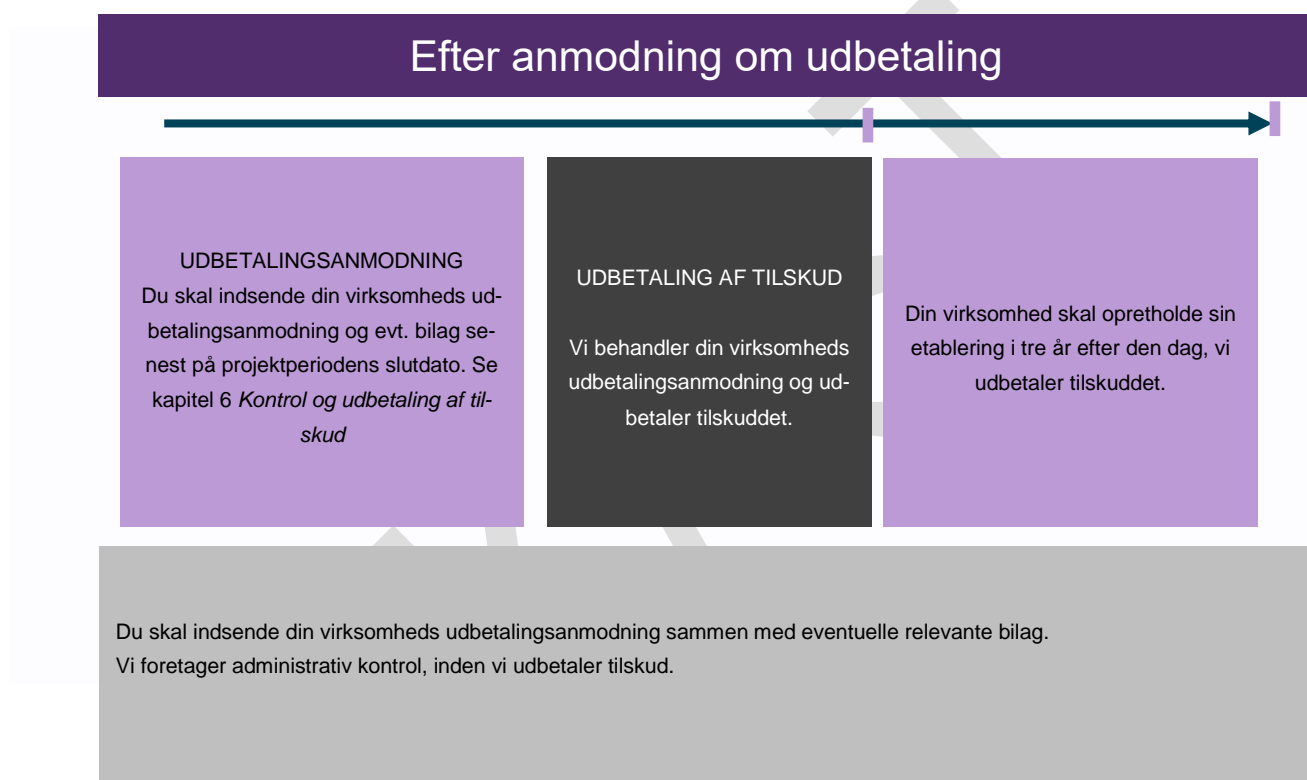 Efter anmodning om udbetaling
UDBETALINGSANMODNING
Du skal indsende din virksomheds ud-
betalingsanmodning og evt. bilag se-
nest på projektperiodens slutdato. Se
kapitel 6 Kontrol og udbetaling af til-
skud
UDBETALING AF TILSKUD
Vi behandler din virksomheds
udbetalingsanmodning og ud-
betaler tilskuddet.
Din virksomhed skal opretholde sin
etablering i tre år efter den dag, vi
udbetaler tilskuddet.
Du skal indsende din virksomheds udbetalingsanmodning sammen med eventuelle relevante bilag.
Vi foretager administrativ kontrol, inden vi udbetaler tilskud.